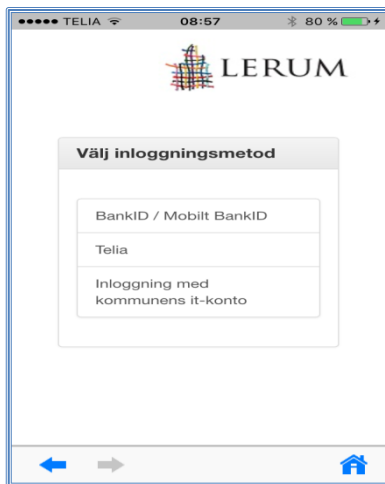 TELIA 08:57 80 %
LERUM
Välj inloggningsmetod
BankID / Mobilt BankID
Telia
Inloggning med
kommunens it-konto